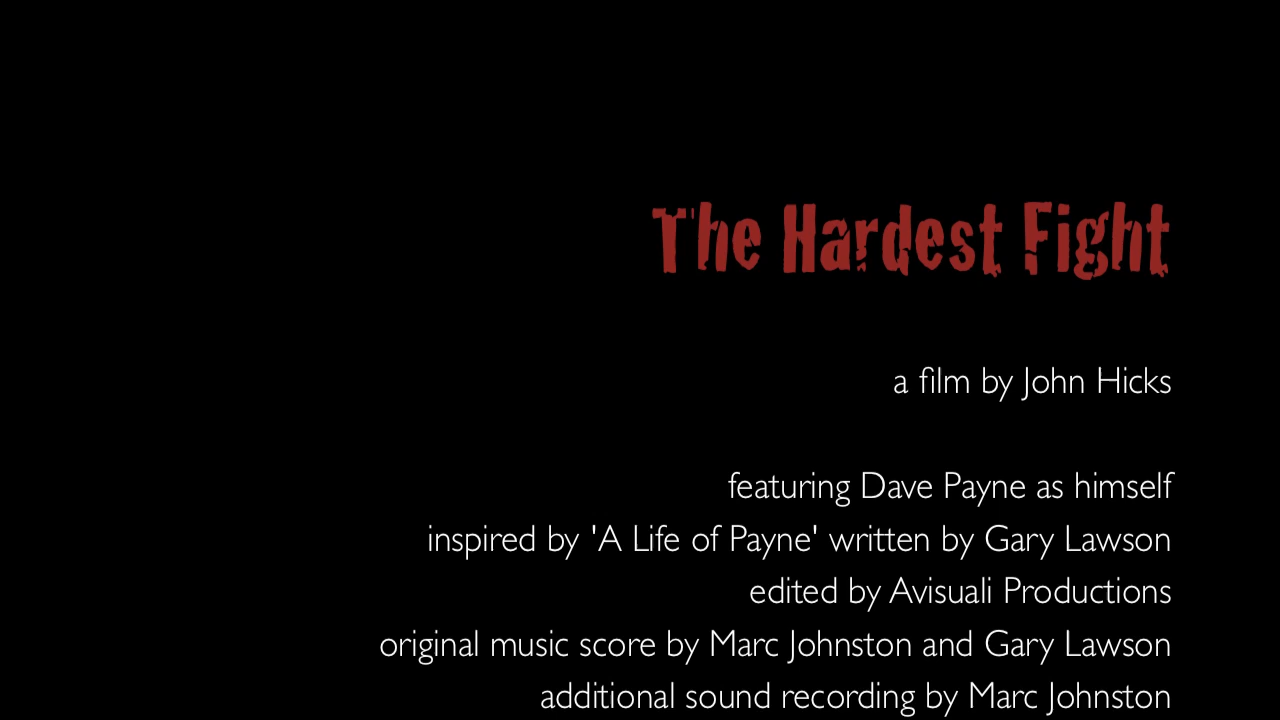 The Hardest Fight
a film by John Hicks
featuring Dave Payne as himself
inspired by 'A Life of Payne' written by Gary Lawson
edited by Avisuali Productions
original music score by Marc Johnston and Gary Lawson
additional sound recording by Marc Johnston